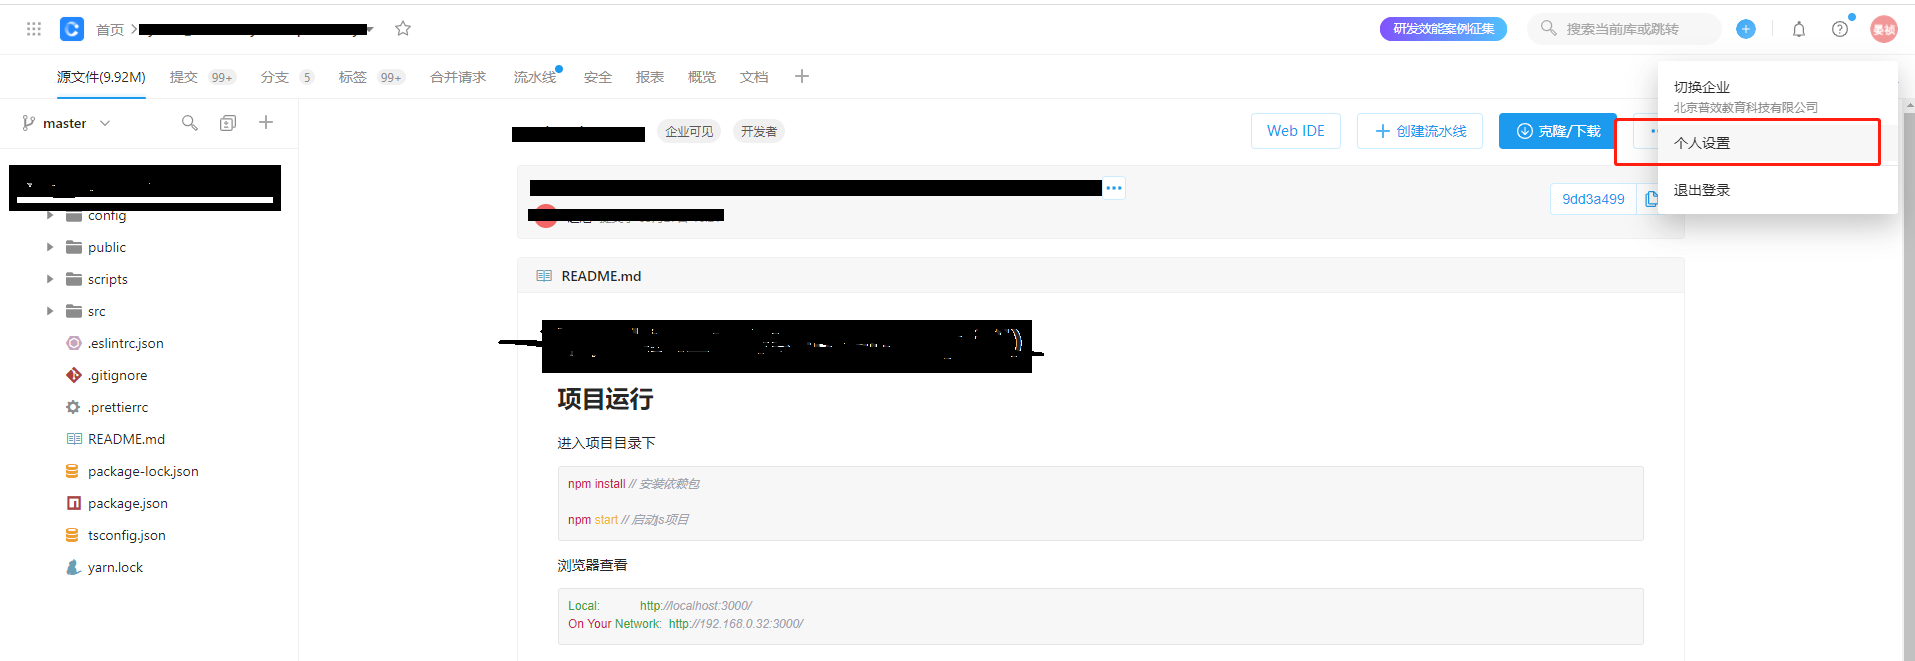 首页
研发效能案例征集
搜索当前库或跳转
晏祯
源文件(9.92M) 提交 99+ 分支 5 标签 99+ 合并请求 流水线 安全 报表 概览 文档
切换企业
北京普效教育科技有限公司
个人设置
退出登录
master
企业可见 开发者
Web IDE 创建流水线 克隆/下载
9dd3a499
config
public
scripts
src
.eslintrc.json
.gitignore
.prettierrc
README.md
package-lock.json
package.json
tsconfig.json
yarn.lock
README.md
项目运行
进入项目目录下
npm install // 安装依赖包
npm start // 启动js项目
浏览器查看
Local: http://localhost:3000/
On Your Network: http://192.168.0.32:3000/